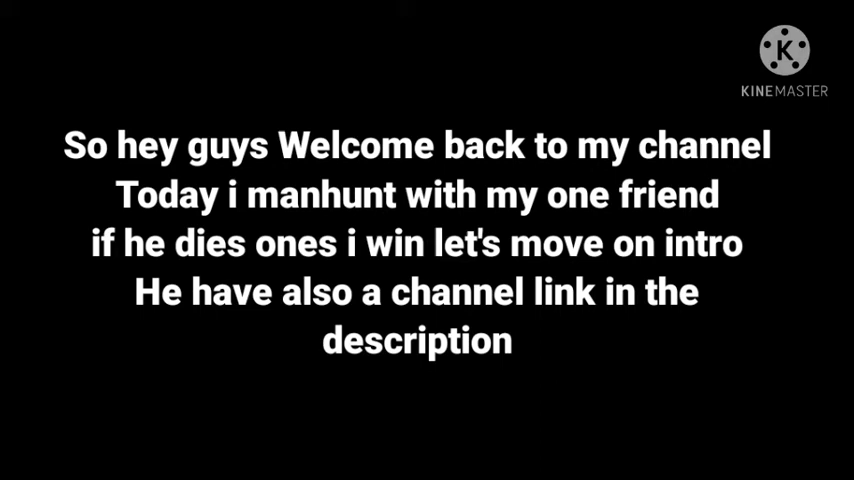 K
KINEMASTER
So hey guys Welcome back to my channel
Today i manhunt with my one friend
if he dies ones i win let's move on intro
He have also a channel link in the
description